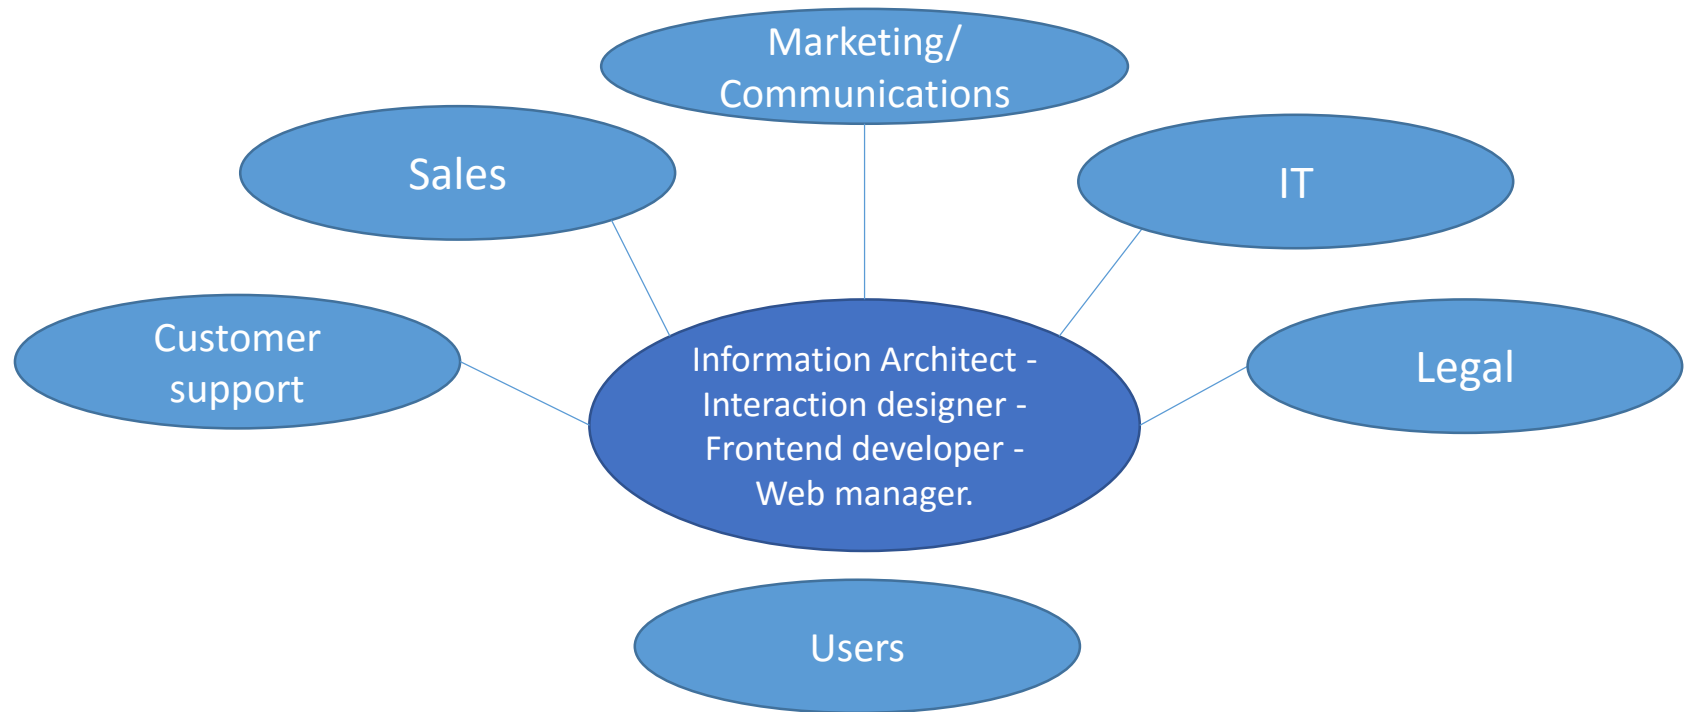 Marketing/
Communications
Sales
IT
Customer
support
Information Architect -
Interaction designer -
Frontend developer -
Web manager.
Legal
Users